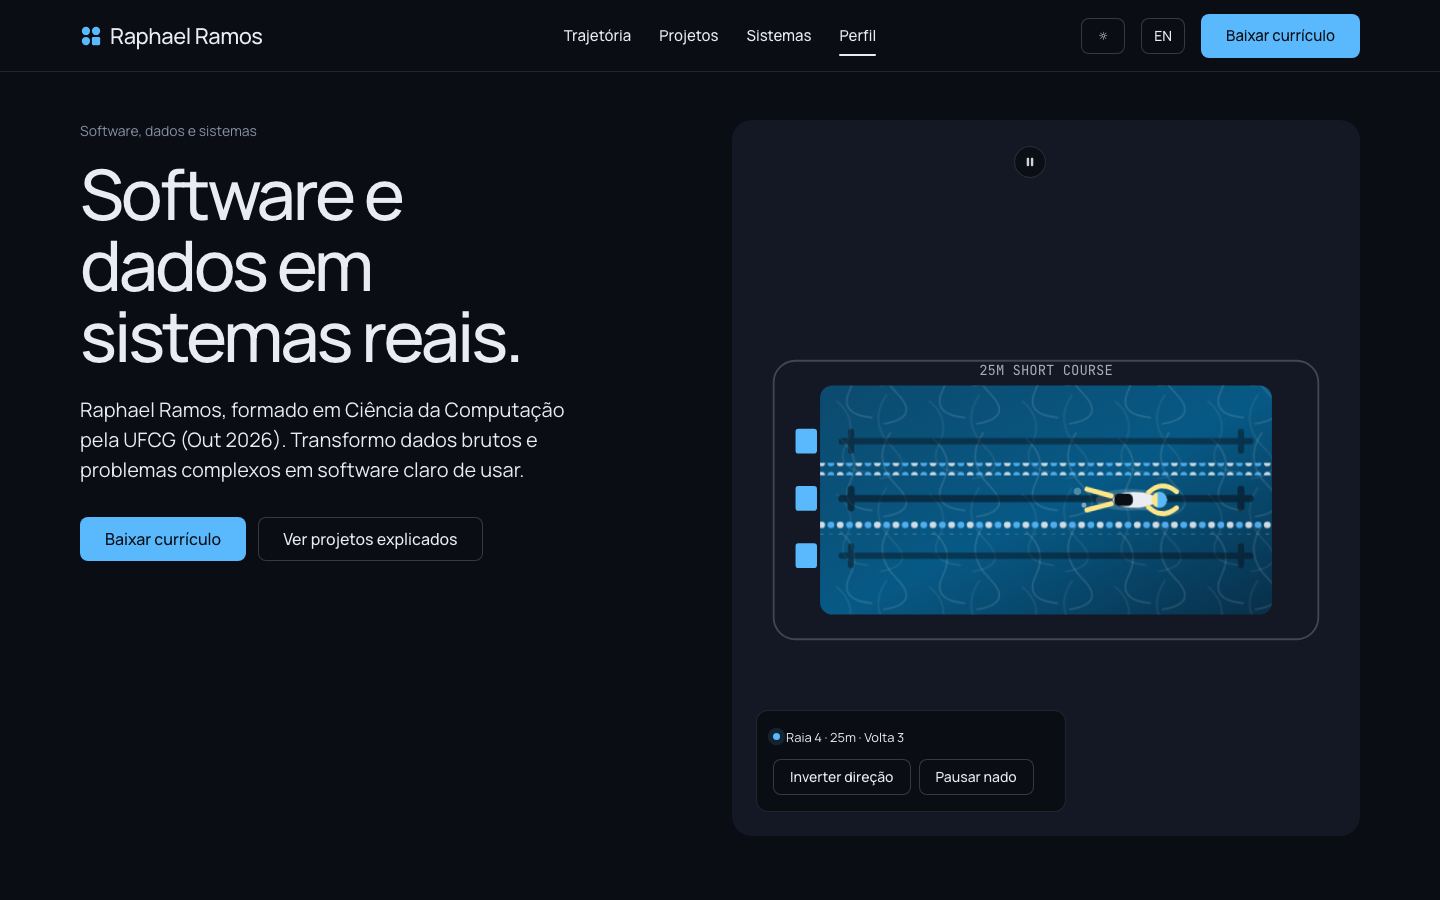 Raphael Ramos
Trajetória
Projetos
Sistemas
Perfil
EN
Baixar currículo
Software, dados e sistemas
Software e
dados em
sistemas reais.
Raphael Ramos, formado em Ciência da Computação
pela UFCG (Out 2026). Transformo dados brutos e
problemas complexos em software claro de usar.
Baixar currículo
Ver projetos explicados
25M SHORT COURSE
Raia 4 · 25m · Volta 3
Inverter direção
Pausar nado